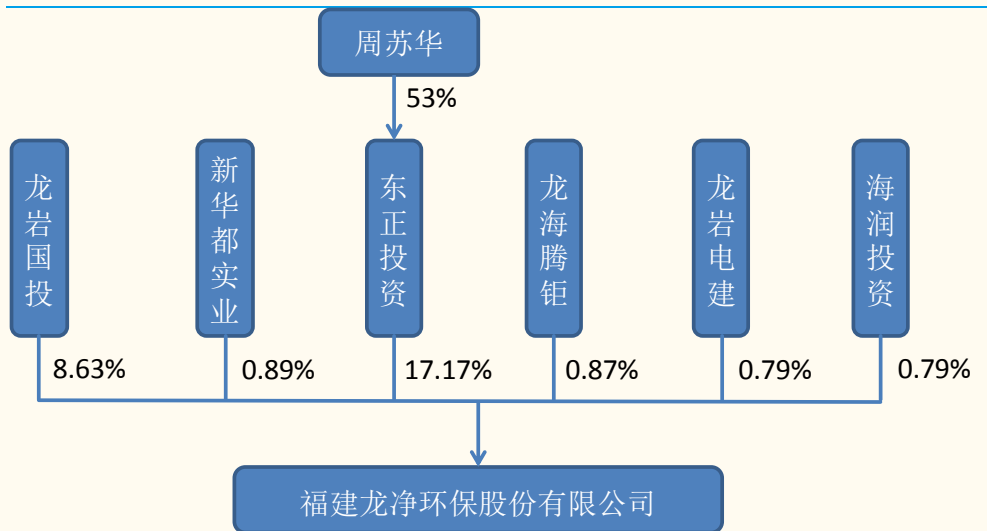 周苏华
53%
龙岩国投
新华都实业
东正投资
龙海腾钜
龙岩电建
海润投资
8.63%
0.89%
17.17%
0.87%
0.79%
0.79%
福建龙净环保股份有限公司